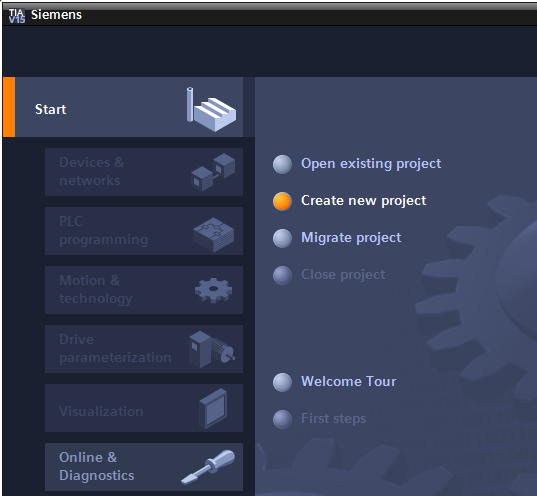 TIA
V15
Siemens
Start
Devices &
networks
PLC
programming
Motion &
technology
Drive
parameterization
Visualization
Online &
Diagnostics
Open existing project
Create new project
Migrate project
Close project
Welcome Tour
First steps